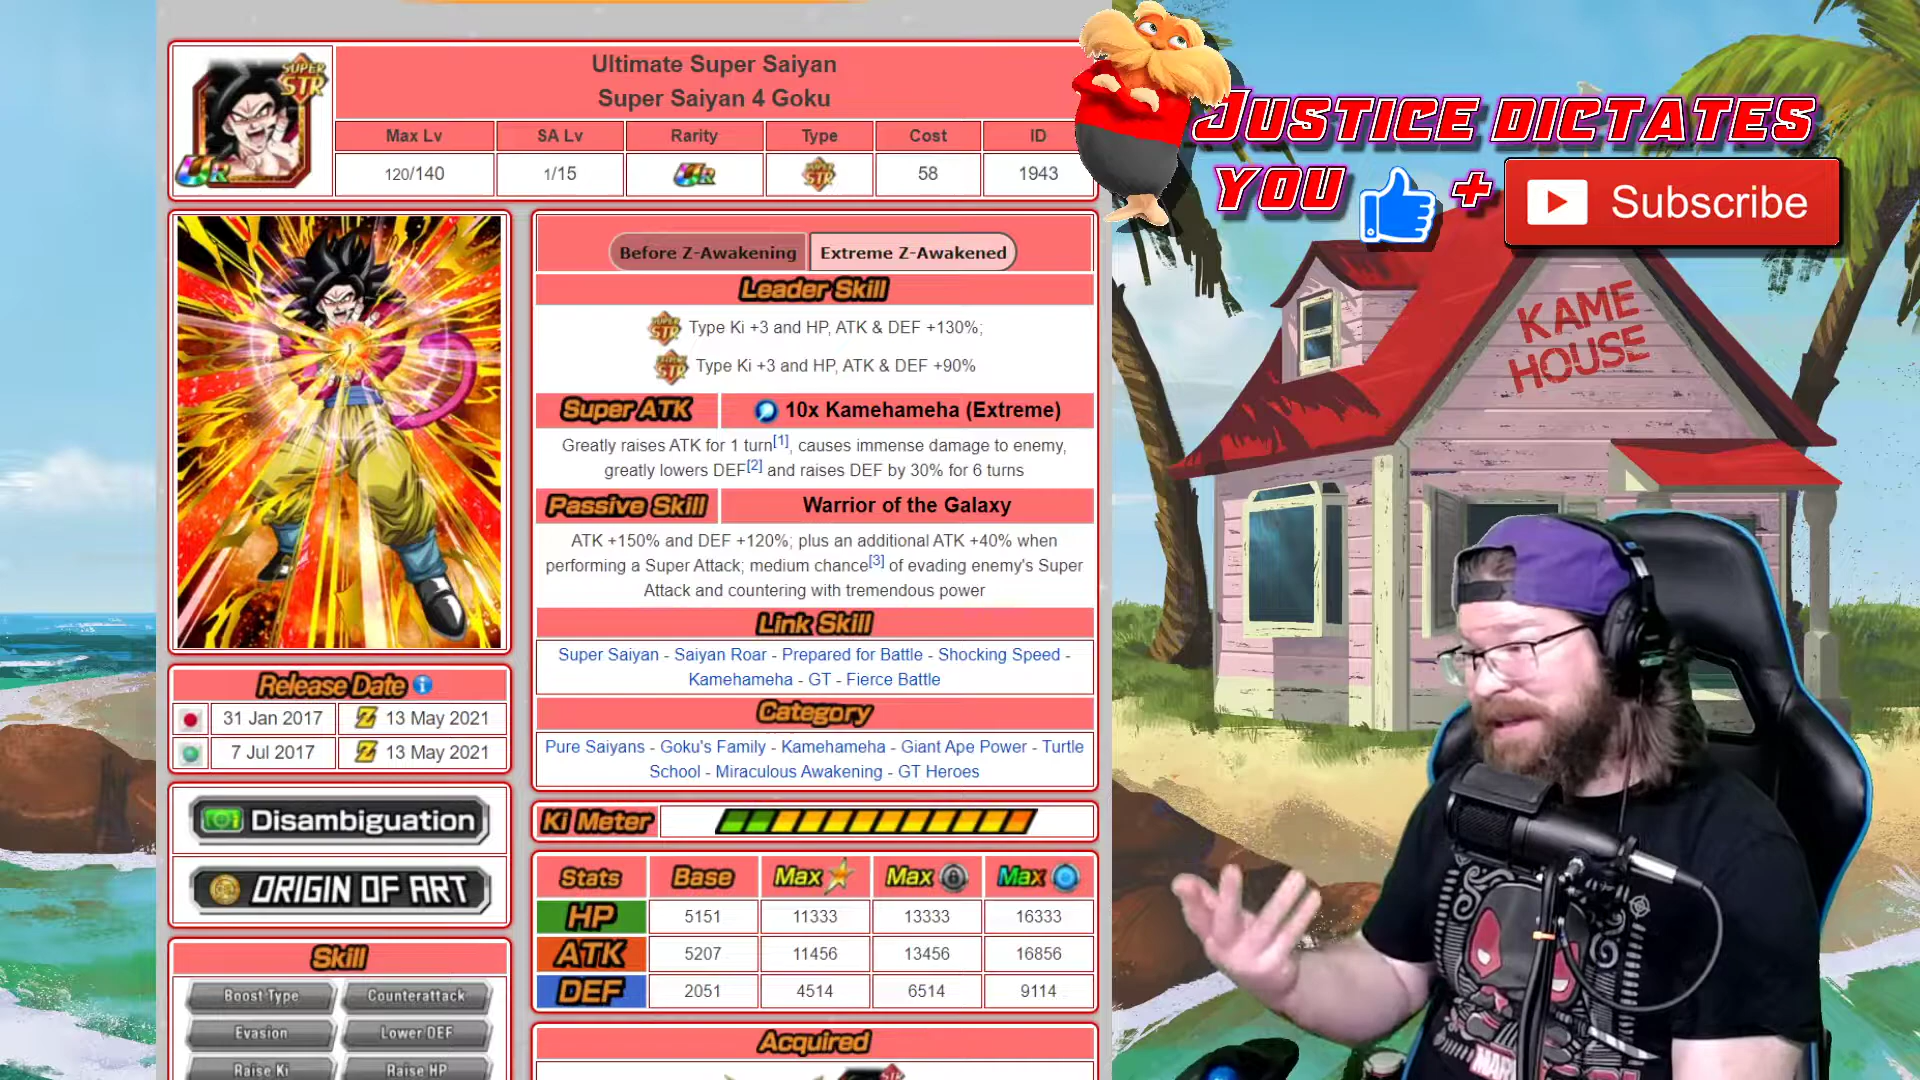 Ultimate Super Saiyan
Super Saiyan 4 Goku
SUPER STR
UR
Max Lv SA Lv Rarity Type Cost ID
120/140 1/15 UR SUPER STR 58 1943
Before Z-Awakening Extreme Z-Awakened
Leader Skill
SUPER STR Type Ki +3 and HP, ATK & DEF +130%;
STR Type Ki +3 and HP, ATK & DEF +90%
Super ATK 10x Kamehameha (Extreme)
Greatly raises ATK for 1 turn[1], causes immense damage to enemy,
greatly lowers DEF[2] and raises DEF by 30% for 6 turns
Passive Skill Warrior of the Galaxy
ATK +150% and DEF +120%; plus an additional ATK +40% when
performing a Super Attack; medium chance[3] of evading enemy's Super
Attack and countering with tremendous power
Link Skill
Super Saiyan - Saiyan Roar - Prepared for Battle - Shocking Speed -
Kamehameha - GT - Fierce Battle
Category
Pure Saiyans - Goku's Family - Kamehameha - Giant Ape Power - Turtle
School - Miraculous Awakening - GT Heroes
Ki Meter
Stats Base Max Max Max
HP 5151 11333 13333 16333
ATK 5207 11456 13456 16856
DEF 2051 4514 6514 9114
Acquired
STR
Release Date
31 Jan 2017 Z 13 May 2021
7 Jul 2017 Z 13 May 2021
Disambiguation
ORIGIN OF ART
Skill
Boost Type Counterattack
Evasion Lower DEF
Raise Ki Raise HP
JUSTICE DICTATES
YOU + Subscribe
KAME
HOUSE